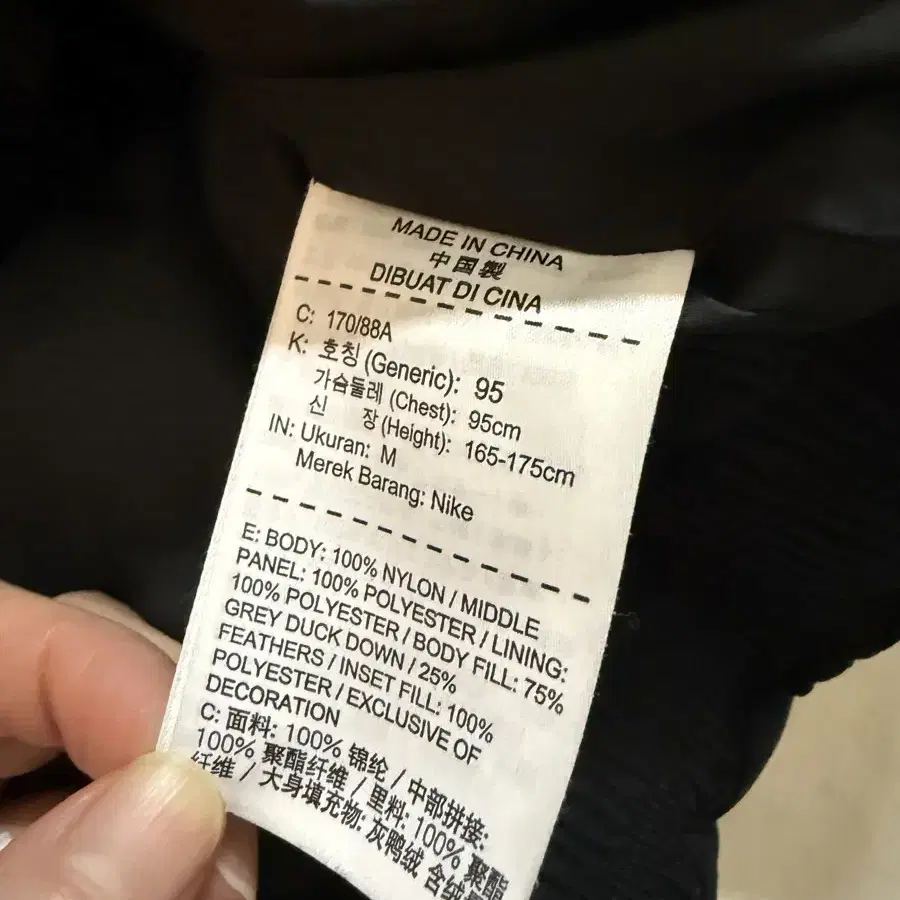 MADE IN CHINA
中国製
DIBUAT DI CINA
C: 170/88A
K: 호칭 (Generic): 95
가슴둘레 (Chest): 95cm
신 장 (Height): 165-175cm
IN: Ukuran: M
Merek Barang: Nike
E: BODY: 100% NYLON / MIDDLE
PANEL: 100% POLYESTER / LINING:
100% POLYESTER / BODY FILL: 75%
GREY DUCK DOWN / 25%
FEATHERS / INSET FILL: 100%
POLYESTER / EXCLUSIVE OF
DECORATION
C: 面料: 100% 锦纶 / 中部拼接:
100% 聚酯纤维 / 里料: 100% 聚酯
纤维 / 大身填充物: 灰鸭绒 含绒